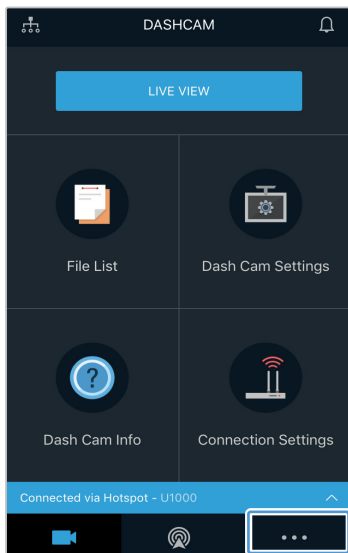 DASHCAM
LIVE VIEW
File List
Dash Cam Settings
Dash Cam Info
Connection Settings
Connected via Hotspot - U1000